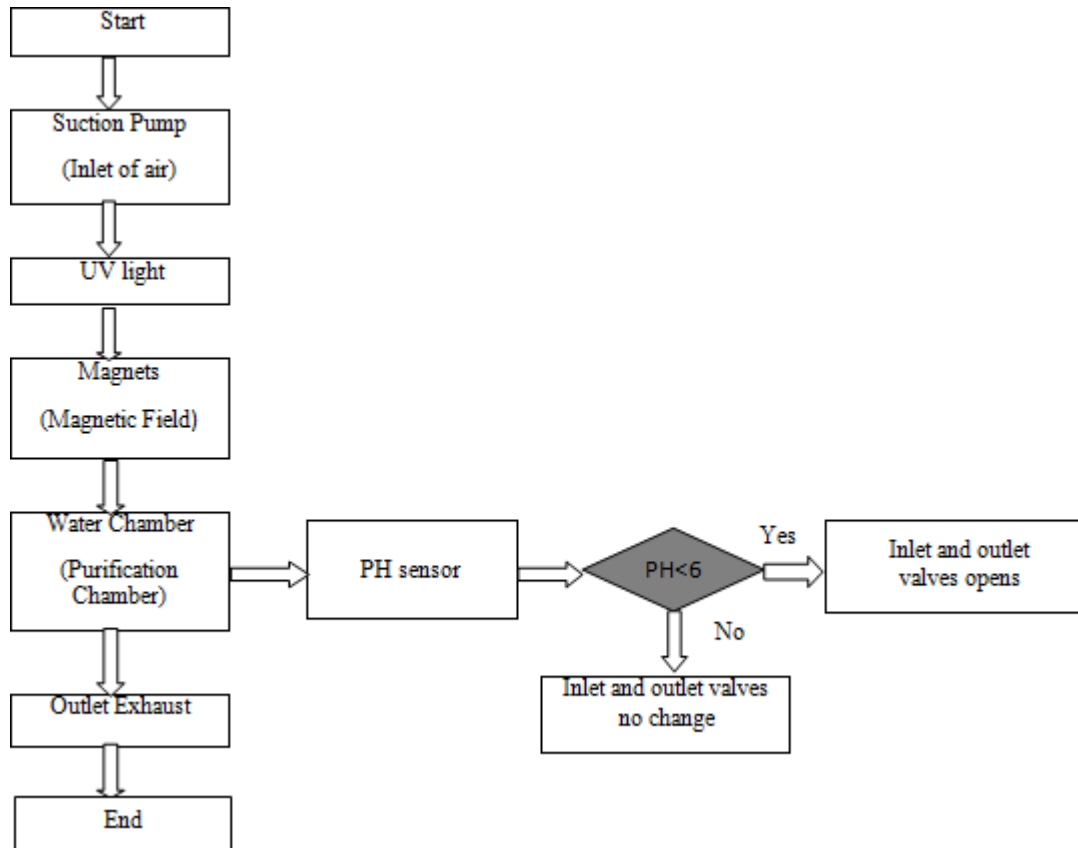 Start
Suction Pump
(Inlet of air)
UV light
Magnets
(Magnetic Field)
Water Chamber
(Purification
Chamber)
PH sensor
PH<6
Yes
Inlet and outlet
valves opens
No
Inlet and outlet valves
no change
Outlet Exhaust
End